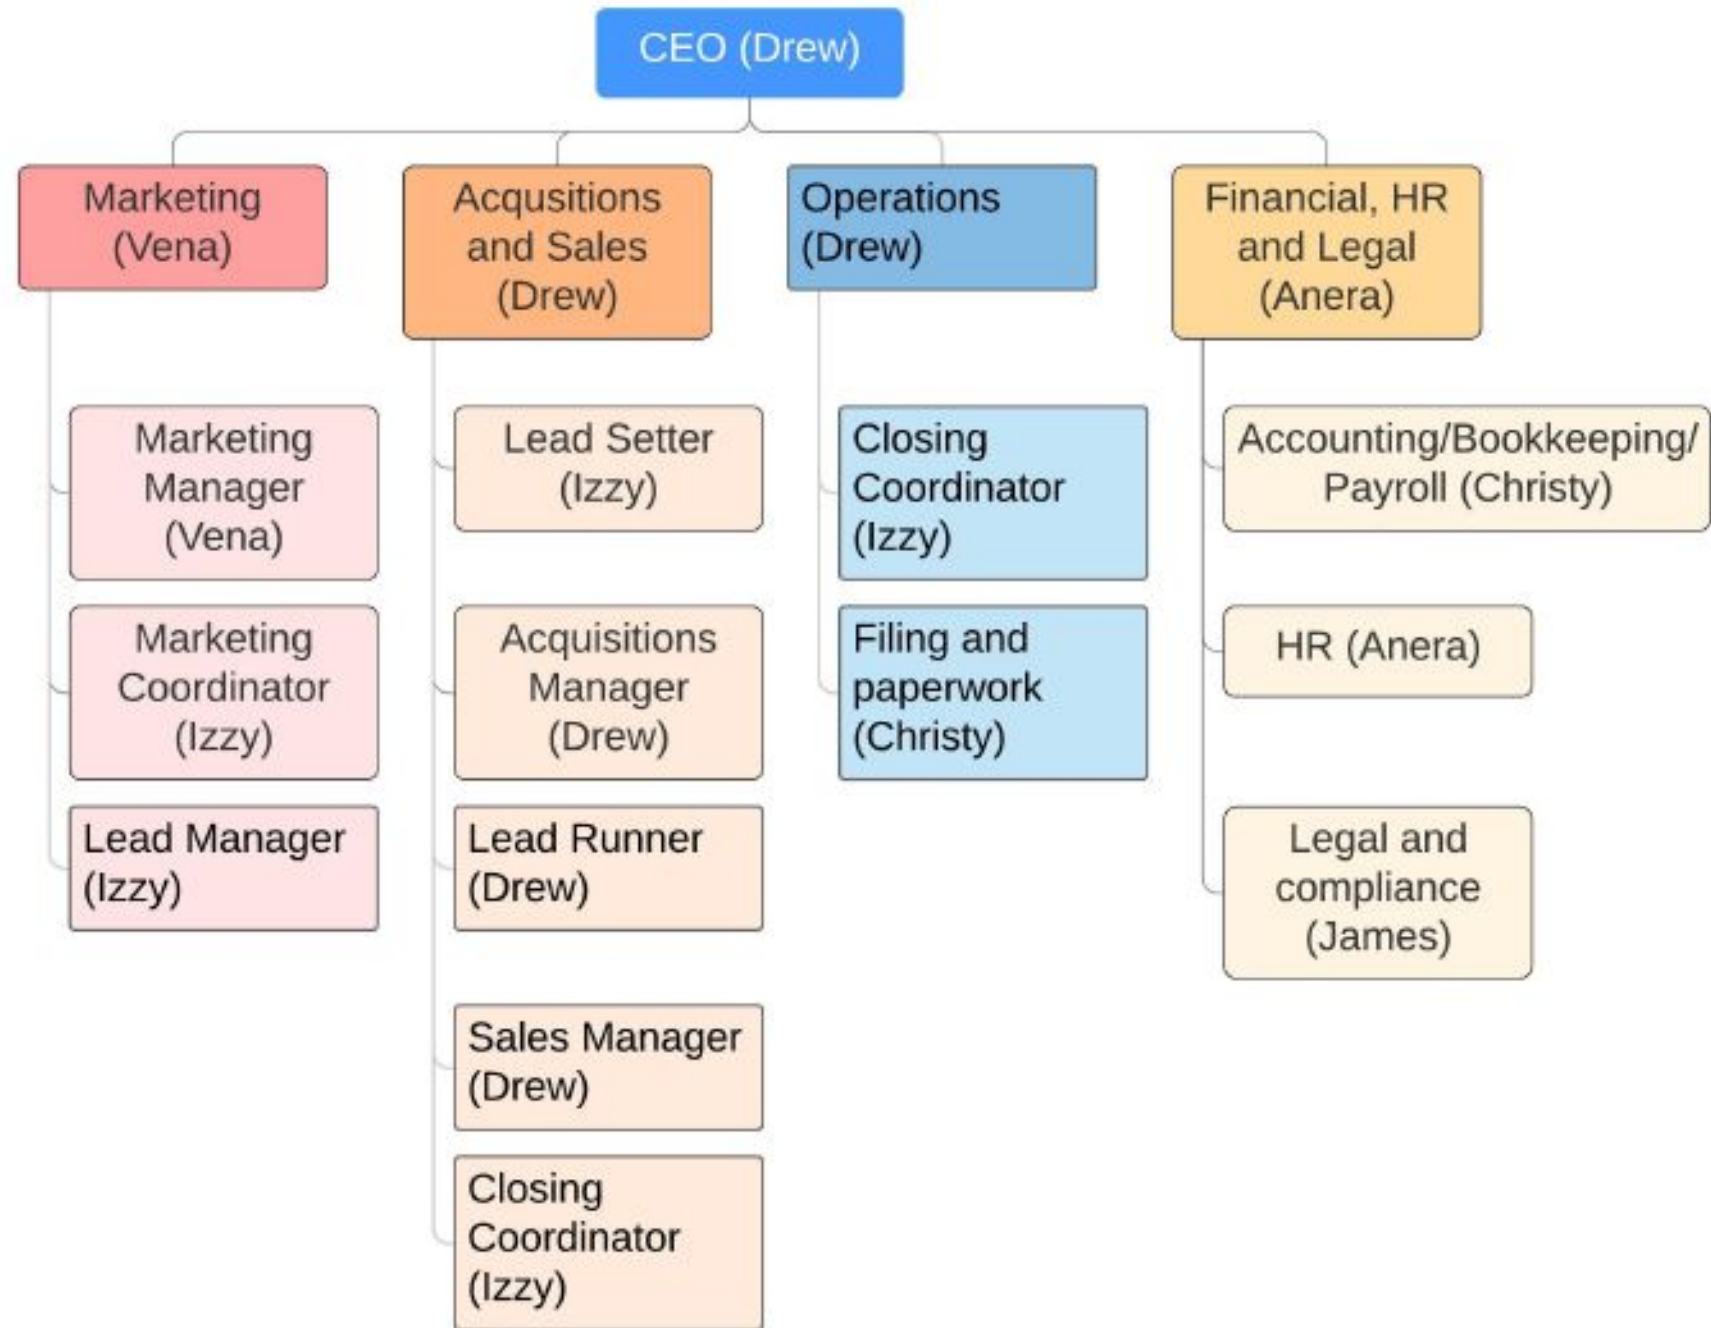 CEO (Drew)
Marketing
(Vena)
Acqusitions
and Sales
(Drew)
Operations
(Drew)
Financial, HR
and Legal
(Anera)
Marketing
Manager
(Vena)
Marketing
Coordinator
(Izzy)
Lead Manager
(Izzy)
Lead Setter
(Izzy)
Acquisitions
Manager
(Drew)
Lead Runner
(Drew)
Sales Manager
(Drew)
Closing
Coordinator
(Izzy)
Closing
Coordinator
(Izzy)
Filing and
paperwork
(Christy)
Accounting/Bookkeeping/
Payroll (Christy)
HR (Anera)
Legal and
compliance
(James)